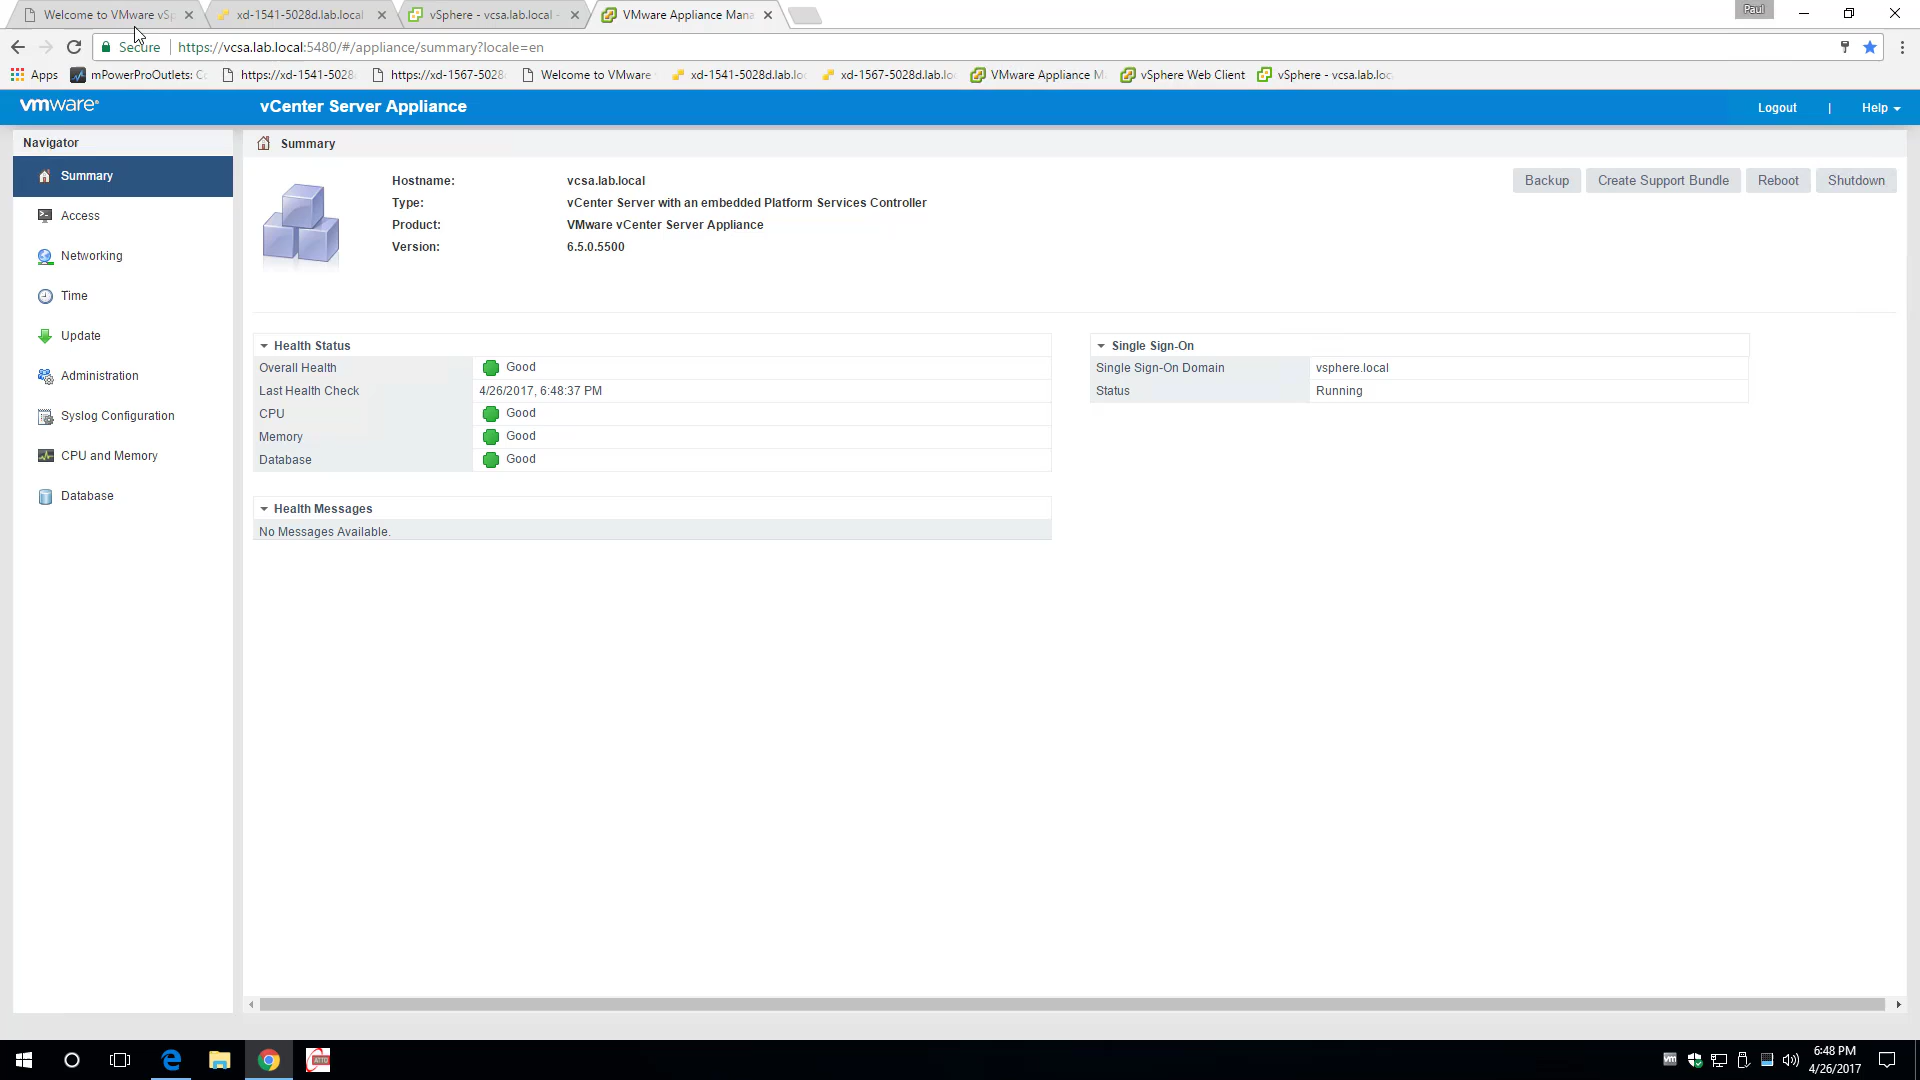 Welcome to VMware vSp
xd-1541-5028d.lab.local
vSphere - vcsa.lab.local -
VMware Appliance Mana
Paul
Secure
https://vcsa.lab.local:5480/#/appliance/summary?locale=en
Apps
mPowerProOutlets: C
https://xd-1541-5028
https://xd-1567-5028
Welcome to VMware
xd-1541-5028d.lab.lo
xd-1567-5028d.lab.lo
VMware Appliance M
vSphere Web Client
vSphere - vcsa.lab.loc
vmware
vCenter Server Appliance
Logout | Help
Navigator
Summary
Access
Networking
Time
Update
Administration
Syslog Configuration
CPU and Memory
Database
Summary
Hostname: vcsa.lab.local
Type: vCenter Server with an embedded Platform Services Controller
Product: VMware vCenter Server Appliance
Version: 6.5.0.5500
Backup
Create Support Bundle
Reboot
Shutdown
Health Status
Overall Health Good
Last Health Check 4/26/2017, 6:48:37 PM
CPU Good
Memory Good
Database Good
Health Messages
No Messages Available.
Single Sign-On
Single Sign-On Domain vsphere.local
Status Running
vm
6:48 PM
4/26/2017
ATTO